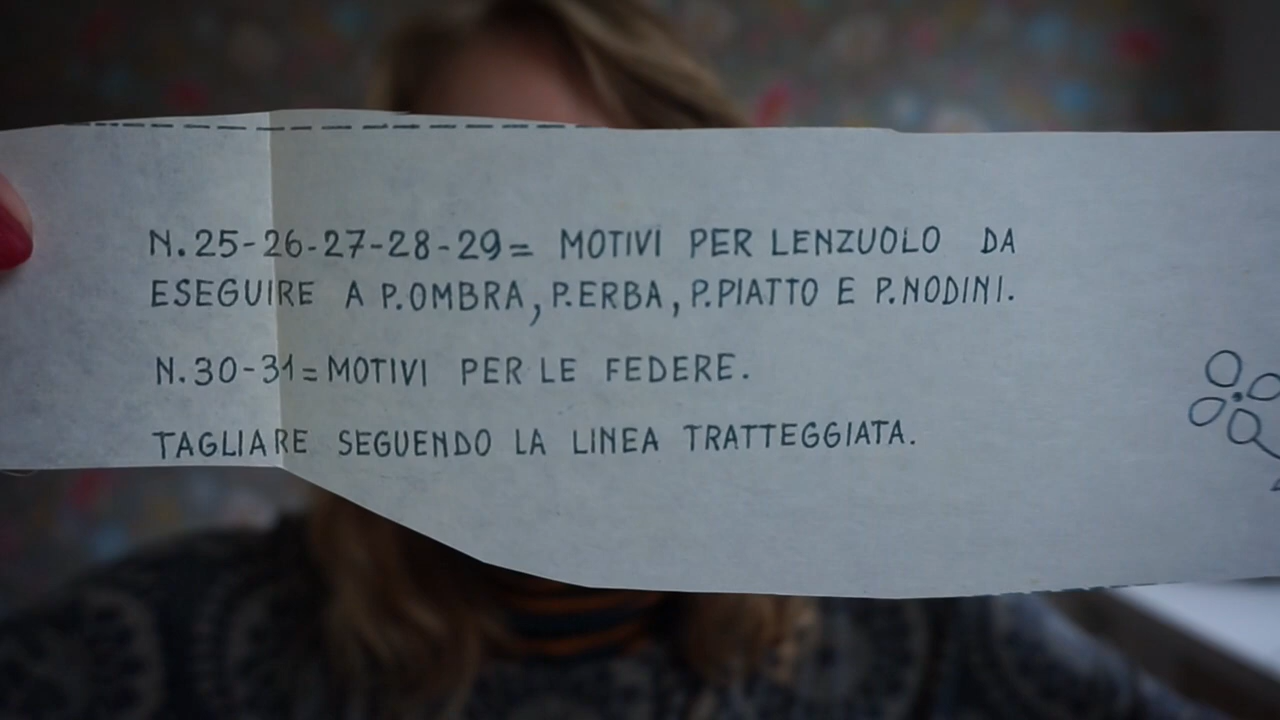 N.25-26-27-28-29= MOTIVI PER LENZUOLO DA
ESEGUIRE A P.OMBRA, P.ERBA, P.PIATTO E P.NODINI.
N.30-31=MOTIVI PER LE FEDERE.
TAGLIARE SEGUENDO LA LINEA TRATTEGGIATA.